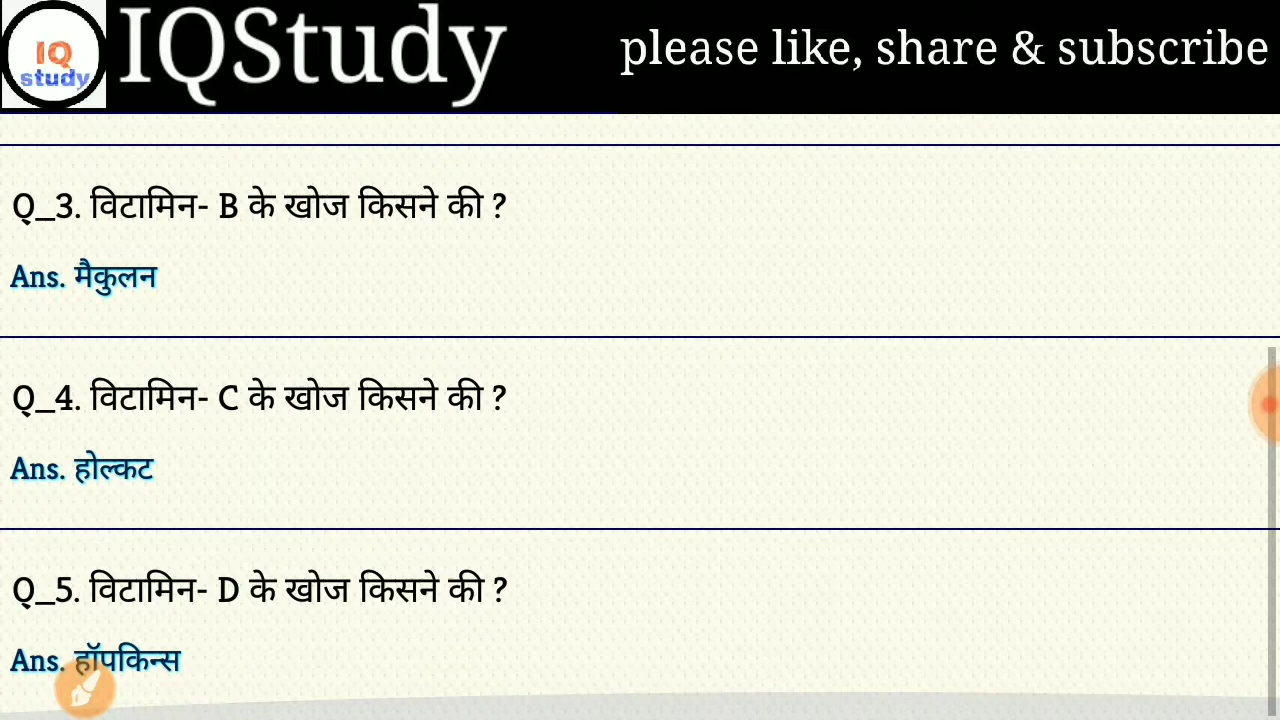 IQ
study
IQStudy
please like, share & subscribe
Q_3. विटामिन- B के खोज किसने की ?
Ans. मैकुलन
Q_4. विटामिन- C के खोज किसने की ?
Ans. होल्कट
Q_5. विटामिन- D के खोज किसने की ?
Ans. हॉपकिन्स